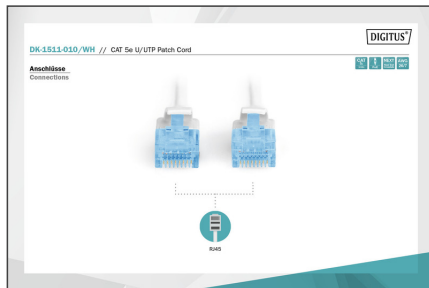 DIGITUS®
DK-1511-010/WH // CAT 5e U/UTP Patch Cord
Anschlüsse
Connections
RJ45